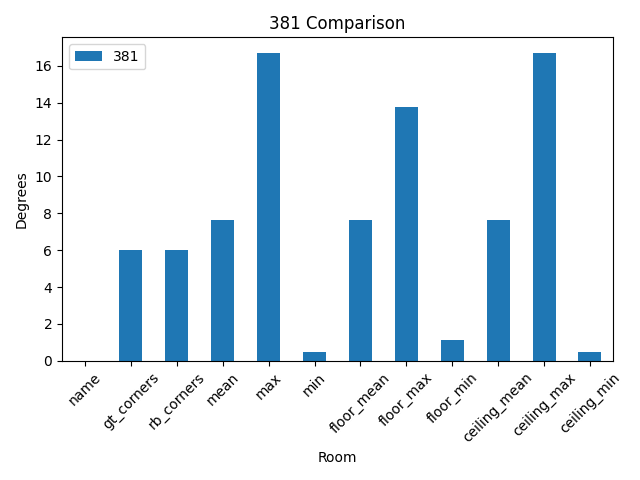 381 Comparison
381
16
14
12
10
8
6
4
2
0
Degrees
name
gt_corners
rb_corners
mean
max
min
floor_mean
floor_max
floor_min
ceiling_mean
ceiling_max
ceiling_min
Room